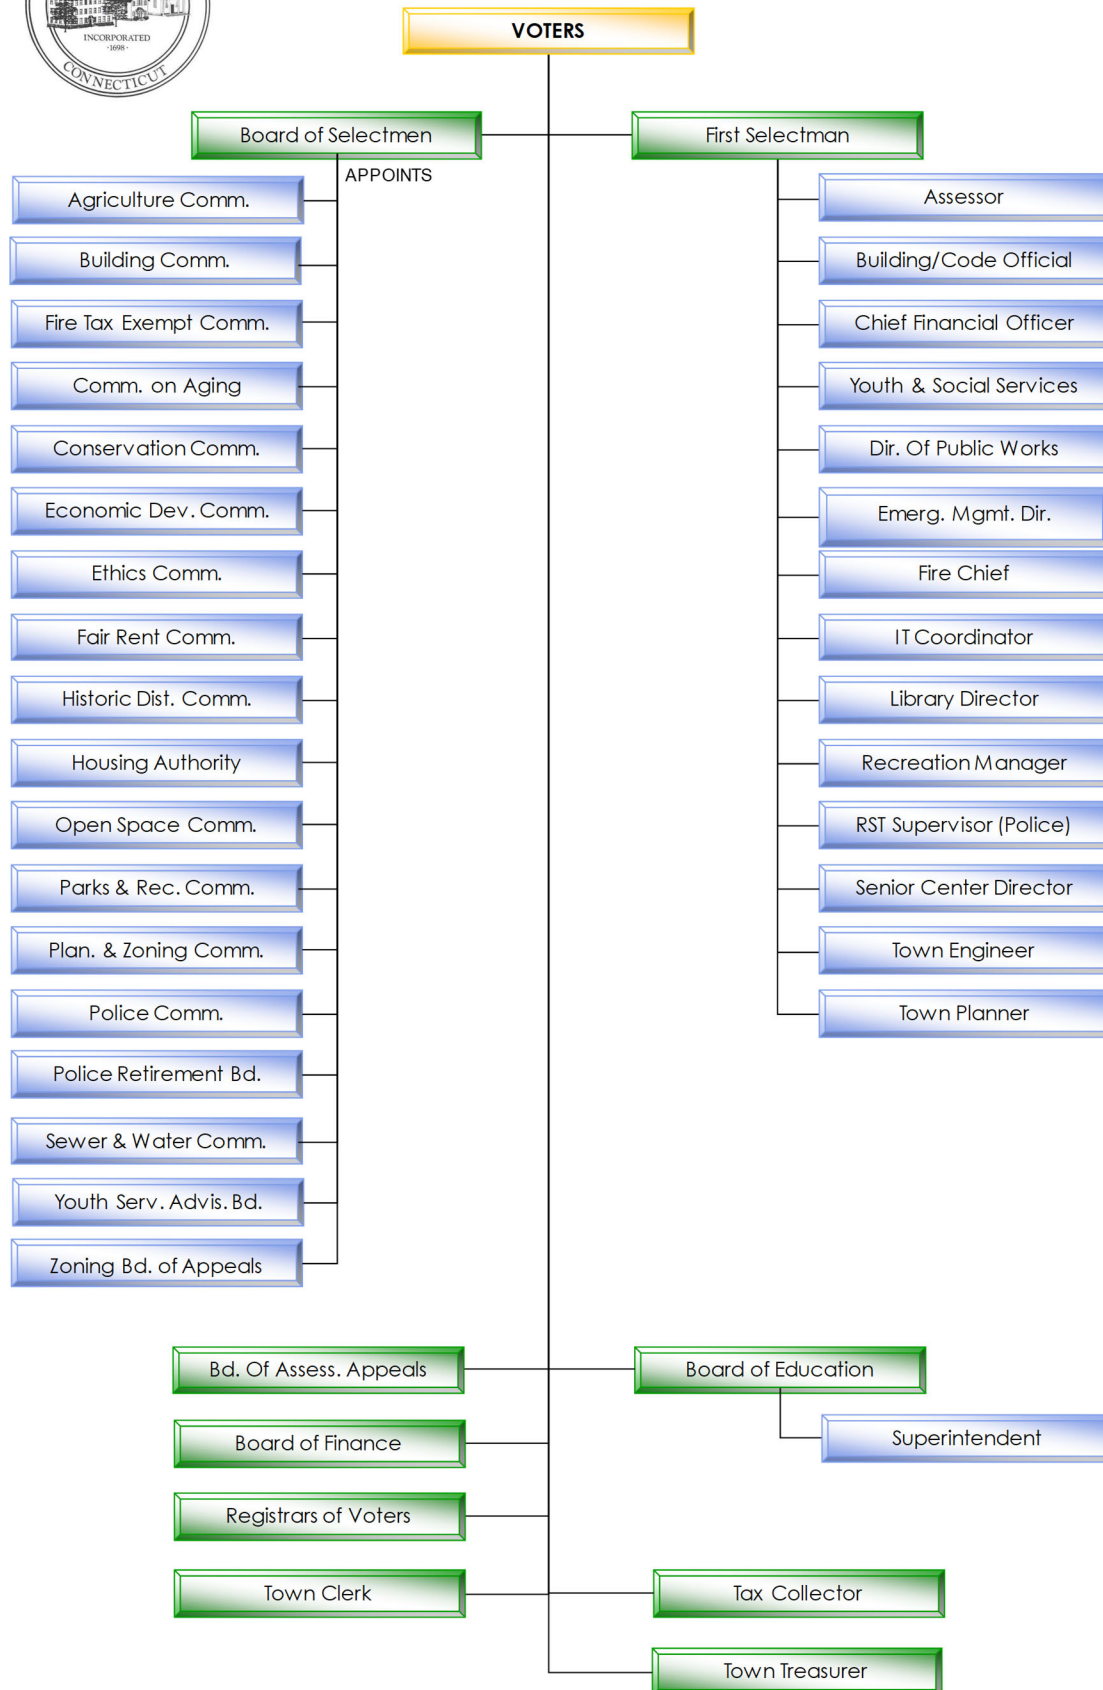 INCORPORATED
·1698·
CONNECTICUT
VOTERS
Board of Selectmen
First Selectman
APPOINTS
Agriculture Comm.
Building Comm.
Fire Tax Exempt Comm.
Comm. on Aging
Conservation Comm.
Economic Dev. Comm.
Ethics Comm.
Fair Rent Comm.
Historic Dist. Comm.
Housing Authority
Open Space Comm.
Parks & Rec. Comm.
Plan. & Zoning Comm.
Police Comm.
Police Retirement Bd.
Sewer & Water Comm.
Youth Serv. Advis. Bd.
Zoning Bd. of Appeals
Assessor
Building/Code Official
Chief Financial Officer
Youth & Social Services
Dir. Of Public Works
Emerg. Mgmt. Dir.
Fire Chief
IT Coordinator
Library Director
Recreation Manager
RST Supervisor (Police)
Senior Center Director
Town Engineer
Town Planner
Bd. Of Assess. Appeals
Board of Education
Superintendent
Board of Finance
Registrars of Voters
Town Clerk
Tax Collector
Town Treasurer